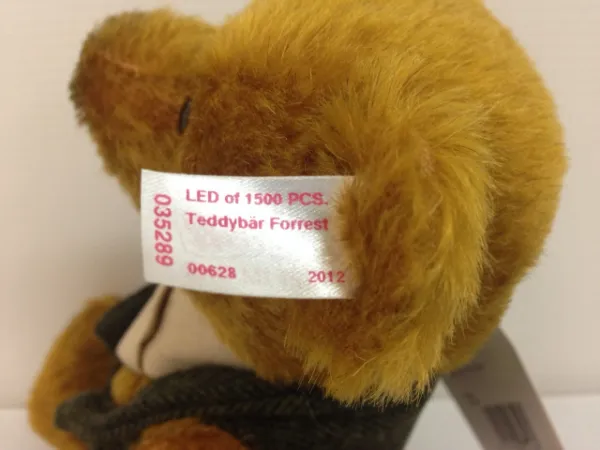 035289
LED of 1500 PCS.
Teddybär Forrest
00628 2012